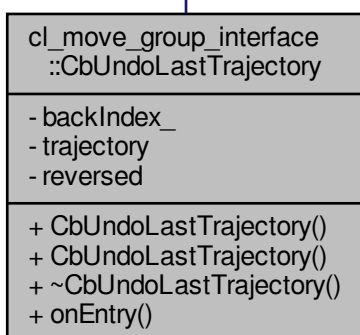 cl_move_group_interface
::CbUndoLastTrajectory
- backIndex_
- trajectory
- reversed
+ CbUndoLastTrajectory()
+ CbUndoLastTrajectory()
+ ~CbUndoLastTrajectory()
+ onEntry()